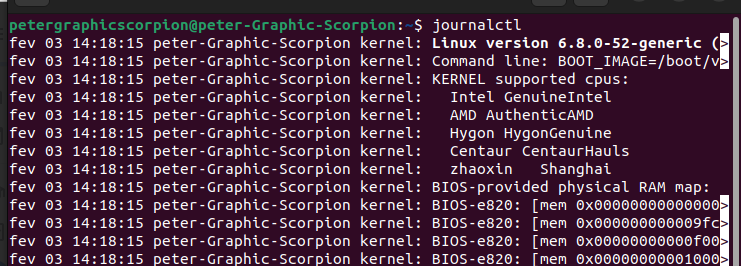 petergraphicscorpion@peter-Graphic-Scorpion:~$ journalctl
fev 03 14:18:15 peter-Graphic-Scorpion kernel: Linux version 6.8.0-52-generic (>
fev 03 14:18:15 peter-Graphic-Scorpion kernel: Command line: BOOT_IMAGE=/boot/v>
fev 03 14:18:15 peter-Graphic-Scorpion kernel: KERNEL supported cpus:
fev 03 14:18:15 peter-Graphic-Scorpion kernel:   Intel GenuineIntel
fev 03 14:18:15 peter-Graphic-Scorpion kernel:   AMD AuthenticAMD
fev 03 14:18:15 peter-Graphic-Scorpion kernel:   Hygon HygonGenuine
fev 03 14:18:15 peter-Graphic-Scorpion kernel:   Centaur CentaurHauls
fev 03 14:18:15 peter-Graphic-Scorpion kernel:   zhaoxin   Shanghai
fev 03 14:18:15 peter-Graphic-Scorpion kernel: BIOS-provided physical RAM map:
fev 03 14:18:15 peter-Graphic-Scorpion kernel: BIOS-e820: [mem 0x00000000000000>
fev 03 14:18:15 peter-Graphic-Scorpion kernel: BIOS-e820: [mem 0x000000000009fc>
fev 03 14:18:15 peter-Graphic-Scorpion kernel: BIOS-e820: [mem 0x00000000000f00>
fev 03 14:18:15 peter-Graphic-Scorpion kernel: BIOS-e820: [mem 0x00000000001000>